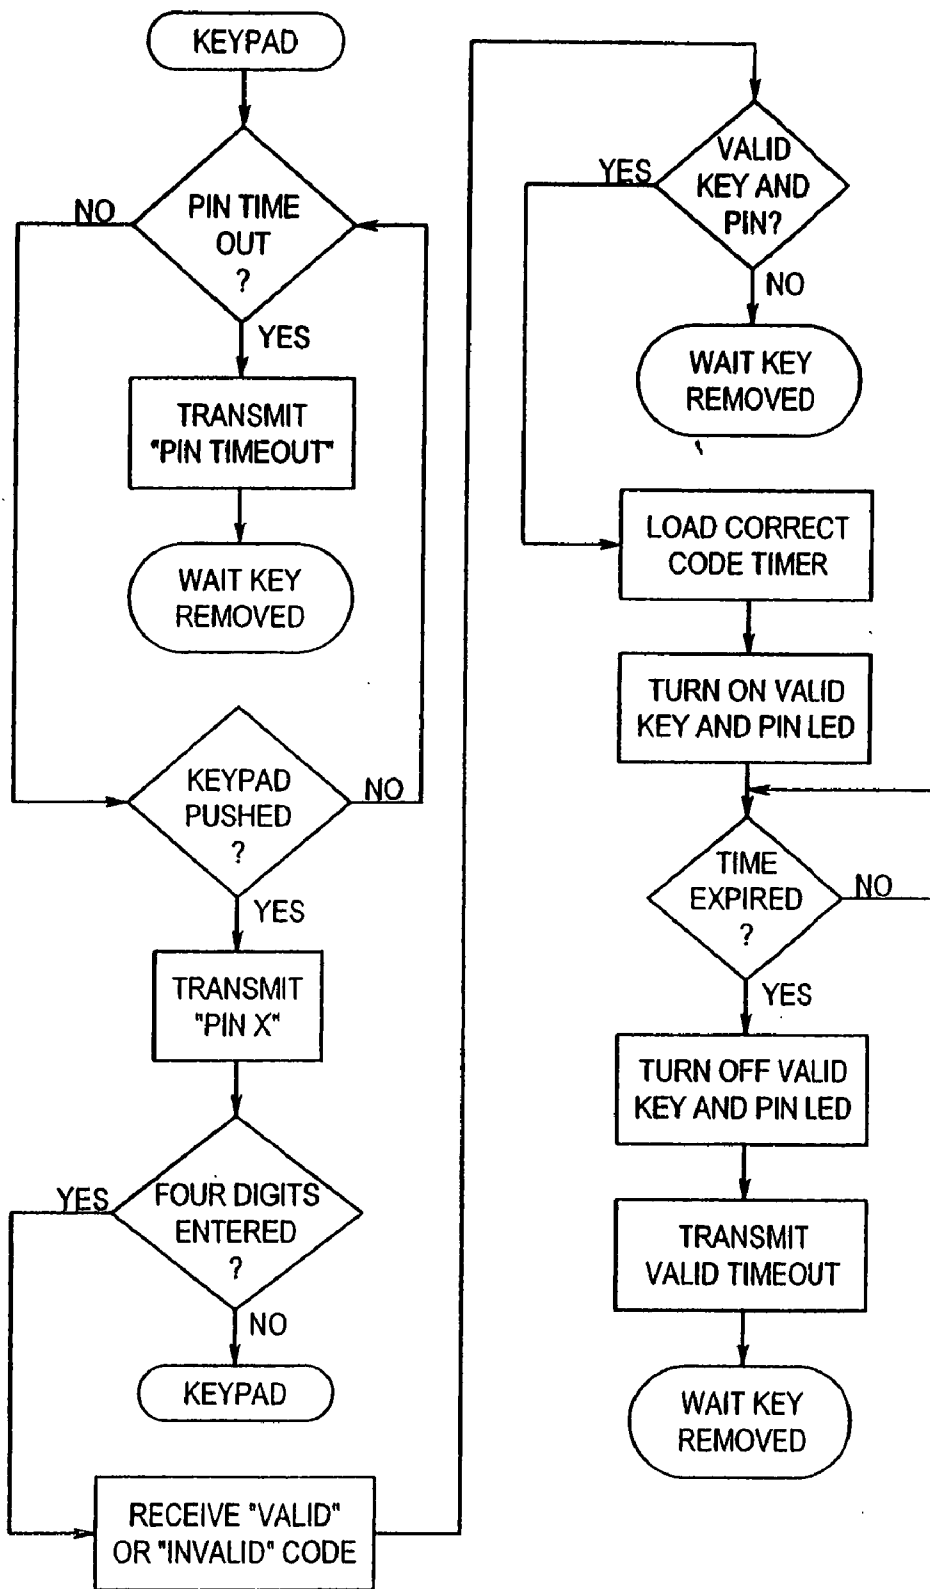 KEYPAD
NO
PIN TIME
OUT
?
YES
TRANSMIT
"PIN TIMEOUT"
WAIT KEY
REMOVED
KEYPAD
PUSHED
?
NO
YES
TRANSMIT
"PIN X"
YES
FOUR DIGITS
ENTERED
?
NO
KEYPAD
RECEIVE "VALID"
OR "INVALID" CODE
YES
VALID
KEY AND
PIN?
NO
WAIT KEY
REMOVED
LOAD CORRECT
CODE TIMER
TURN ON VALID
KEY AND PIN LED
TIME
EXPIRED
?
NO
YES
TURN OFF VALID
KEY AND PIN LED
TRANSMIT
VALID TIMEOUT
WAIT KEY
REMOVED